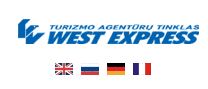 TURIZMO AGENTŪRŲ TINKLAS
WEST EXPRESS